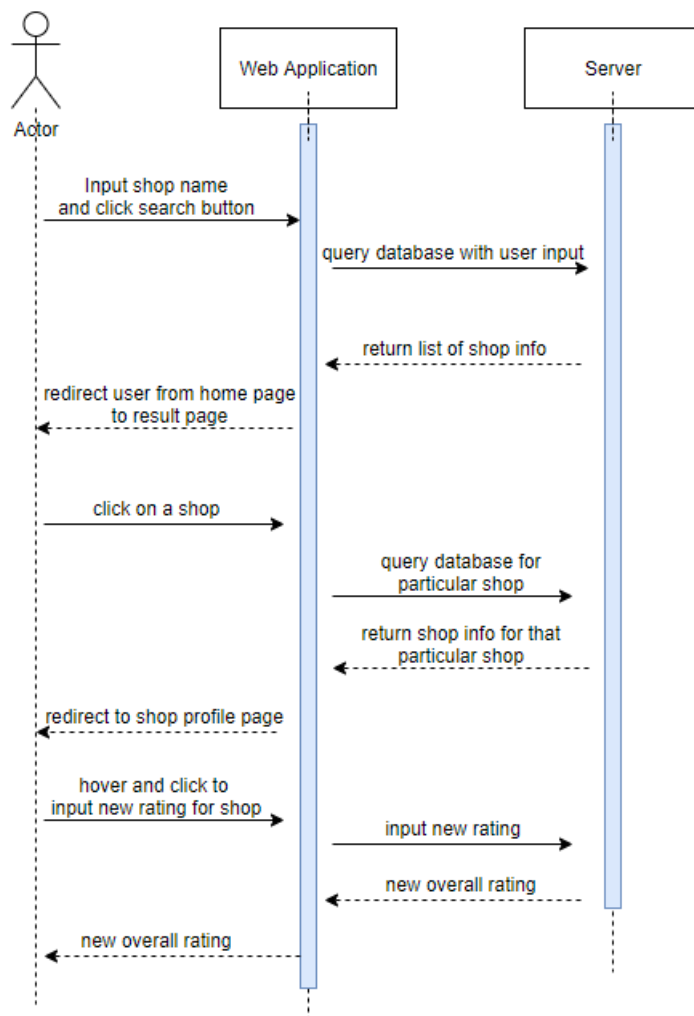 Web Application
Server
Actor
Input shop name
and click search button
query database with user input
return list of shop info
redirect user from home page
to result page
click on a shop
query database for
particular shop
return shop info for that
particular shop
redirect to shop profile page
hover and click to
input new rating for shop
input new rating
new overall rating
new overall rating